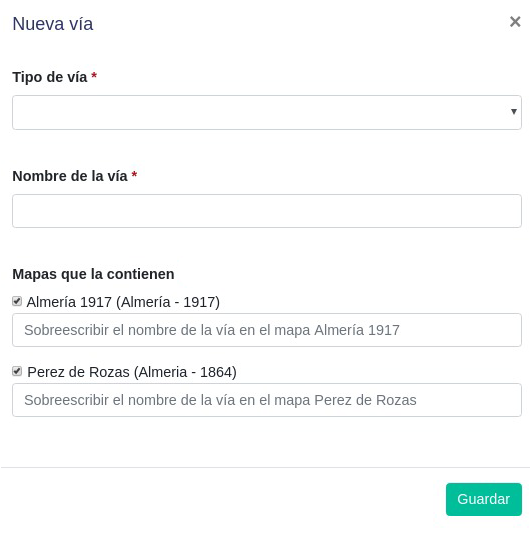 Nueva vía ×
Tipo de vía *
Nombre de la vía *
Mapas que la contienen
Almería 1917 (Almería - 1917)
Sobreescribir el nombre de la vía en el mapa Almería 1917
Perez de Rozas (Almeria - 1864)
Sobreescribir el nombre de la vía en el mapa Perez de Rozas
Guardar